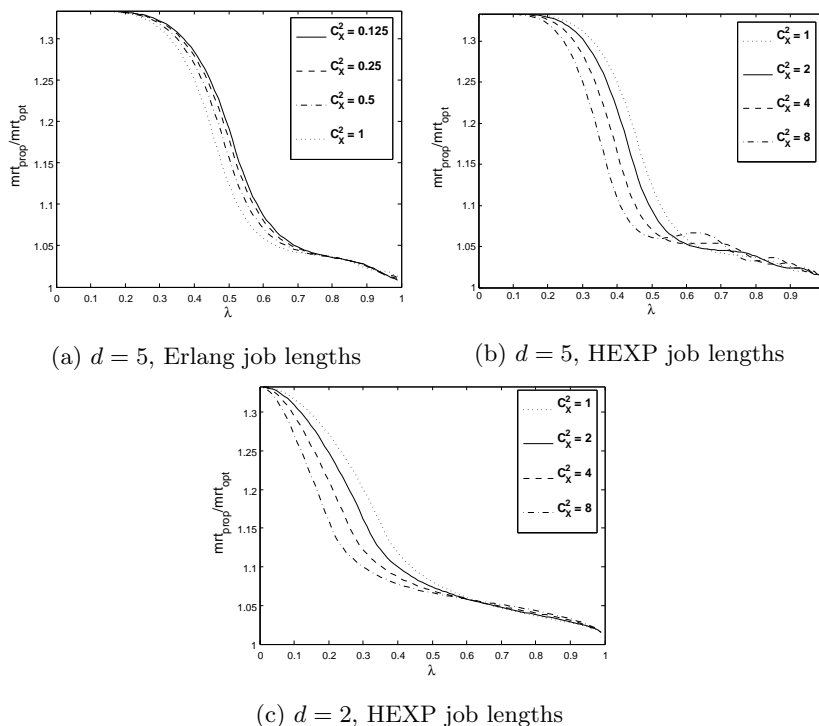 mrt_prop/mrt_opt
1.3
1.25
1.2
1.15
1.1
1.05
1
0 0.1 0.2 0.3 0.4 0.5 0.6 0.7 0.8 0.9 1
λ
C_X^2 = 0.125
C_X^2 = 0.25
C_X^2 = 0.5
C_X^2 = 1
(a) d = 5, Erlang job lengths
mrt_prop/mrt_opt
1.3
1.25
1.2
1.15
1.1
1.05
1
0 0.1 0.2 0.3 0.4 0.5 0.6 0.7 0.8 0.9
λ
C_X^2 = 1
C_X^2 = 2
C_X^2 = 4
C_X^2 = 8
(b) d = 5, HEXP job lengths
mrt_prop/mrt_opt
1.3
1.25
1.2
1.15
1.1
1.05
1
0 0.1 0.2 0.3 0.4 0.5 0.6 0.7 0.8 0.9 1
λ
C_X^2 = 1
C_X^2 = 2
C_X^2 = 4
C_X^2 = 8
(c) d = 2, HEXP job lengths